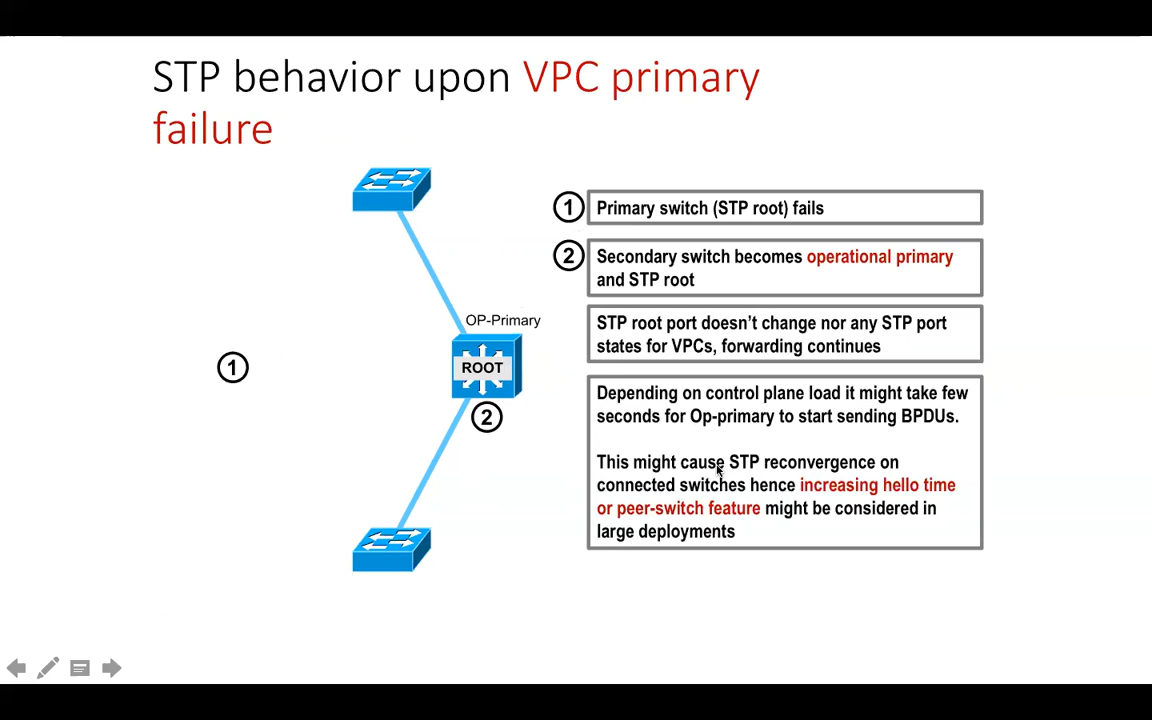 STP behavior upon VPC primary
failure
1
Primary switch (STP root) fails
2
Secondary switch becomes operational primary
and STP root
OP-Primary
STP root port doesn’t change nor any STP port
states for VPCs, forwarding continues
1
ROOT
2
Depending on control plane load it might take few
seconds for Op-primary to start sending BPDUs.
This might cause STP reconvergence on
connected switches hence increasing hello time
or peer-switch feature might be considered in
large deployments